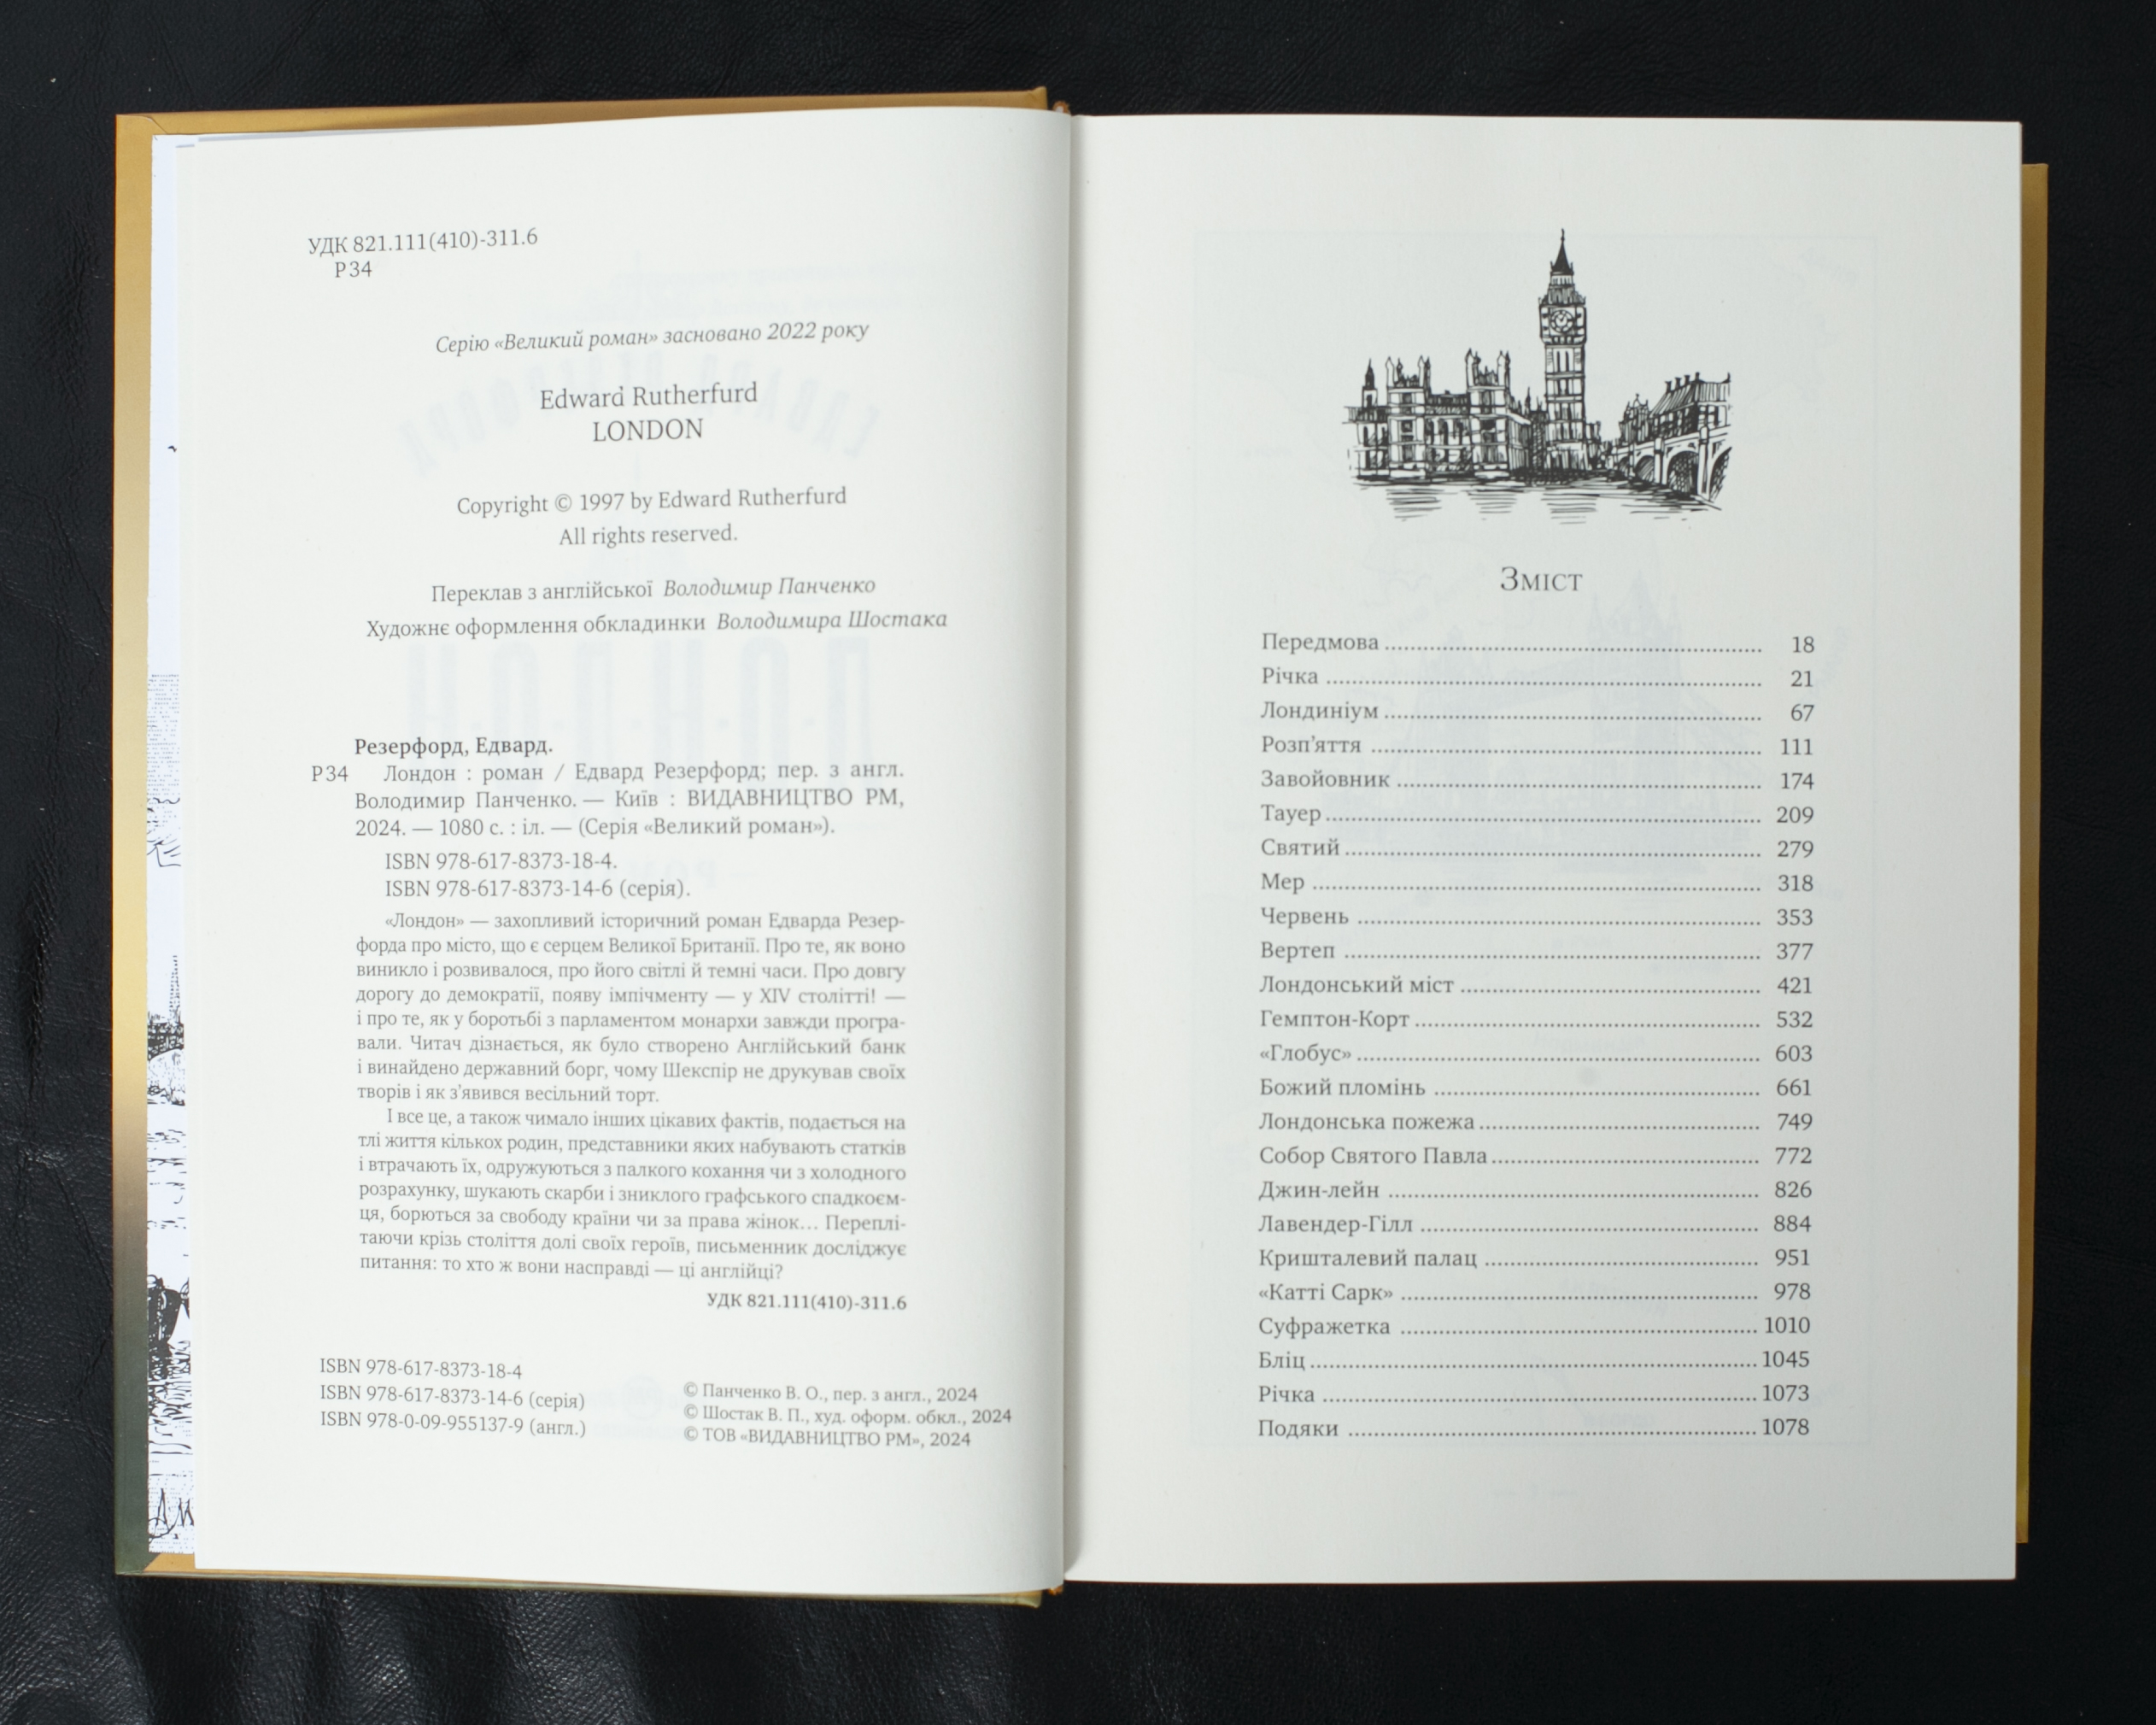 УДК 821.111(410)-311.6
Р34
Серію «Великий роман» засновано 2022 року
Edward Rutherfurd
LONDON
Copyright © 1997 by Edward Rutherfurd
All rights reserved.
Переклав з англійської Володимир Панченко
Художнє оформлення обкладинки Володимира Шостака
Резерфорд, Едвард.
Р34 Лондон : роман / Едвард Резерфорд; пер. з англ.
Володимир Панченко. — Київ : ВИДАВНИЦТВО РМ,
2024. — 1080 с. : іл. — (Серія «Великий роман»).
ISBN 978-617-8373-18-4.
ISBN 978-617-8373-14-6 (серія).
«Лондон» — захопливий історичний роман Едварда Резер-
форда про місто, що є серцем Великої Британії. Про те, як воно
виникло і розвивалося, про його світлі й темні часи. Про довгу
дорогу до демократії, появу імпічменту — у XIV столітті! —
і про те, як у боротьбі з парламентом монархи завжди програ-
вали. Читач дізнається, як було створено Англійський банк
і винайдено державний борг, чому Шекспір не друкував своїх
творів і як з'явився весільний торт.
І все це, а також чимало інших цікавих фактів, подається на
тлі життя кількох родин, представники яких набувають статків
і втрачають їх, одружуються з палкого кохання чи з холодного
розрахунку, шукають скарби і зниклого графського спадкоєм-
ця, борються за свободу країни чи за права жінок... Переплі-
таючи крізь століття долі своїх героїв, письменник досліджує
питання: то хто ж вони насправді — ці англійці?
УДК 821.111(410)-311.6
ISBN 978-617-8373-18-4
ISBN 978-617-8373-14-6 (серія)
ISBN 978-0-09-955137-9 (англ.)
© Панченко В. О., пер. з англ., 2024
© Шостак В. П., худ. оформ. обкл., 2024
© ТОВ «ВИДАВНИЦТВО РМ», 2024
Зміст
Передмова 18
Річка 21
Лондиніум 67
Розп'яття 111
Завойовник 174
Тауер 209
Святий 279
Мер 318
Червень 353
Вертеп 377
Лондонський міст 421
Гемптон-Корт 532
«Глобус» 603
Божий пломінь 661
Лондонська пожежа 749
Собор Святого Павла 772
Джин-лейн 826
Лавендер-Гілл 884
Кришталевий палац 951
«Катті Сарк» 978
Суфражетка 1010
Бліц 1045
Річка 1073
Подяки 1078